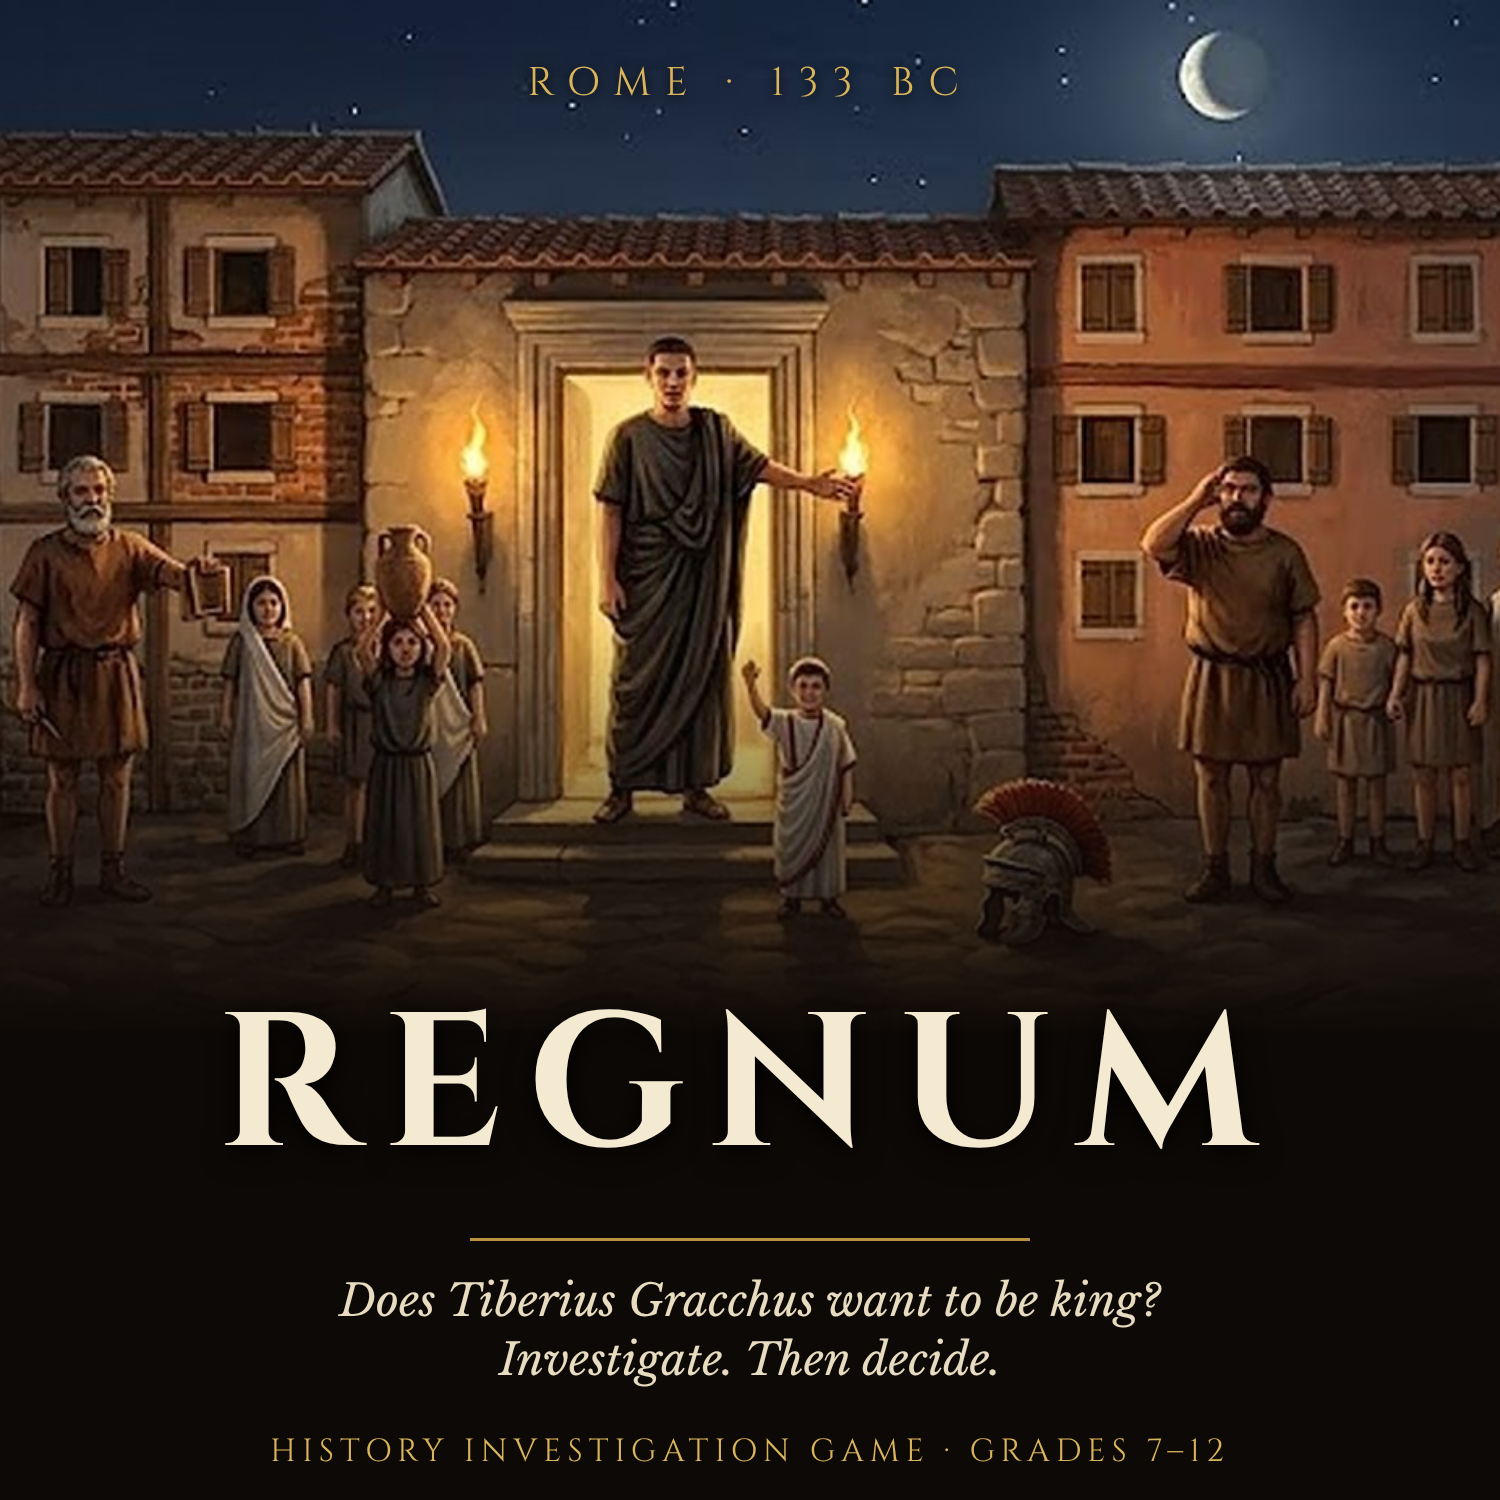 ROME · 133 BC
REGNUM
Does Tiberius Gracchus want to be king?
Investigate. Then decide.
HISTORY INVESTIGATION GAME · GRADES 7–12